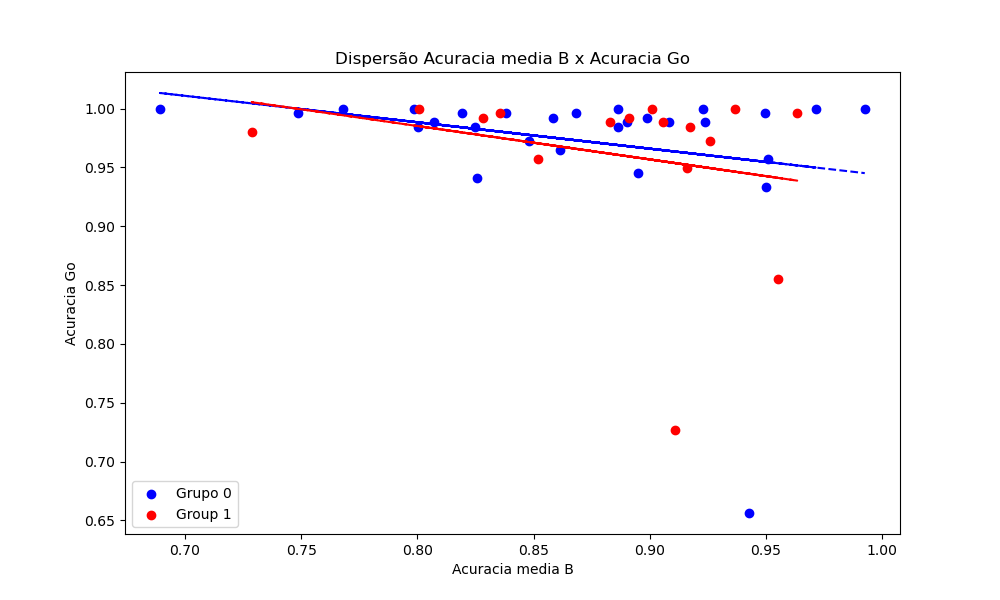 Dispersão Acuracia media B x Acuracia Go
1.00
0.95
0.90
0.85
0.80
0.75
0.70
0.65
Acuracia Go
Grupo 0
Group 1
0.70 0.75 0.80 0.85 0.90 0.95 1.00
Acuracia media B